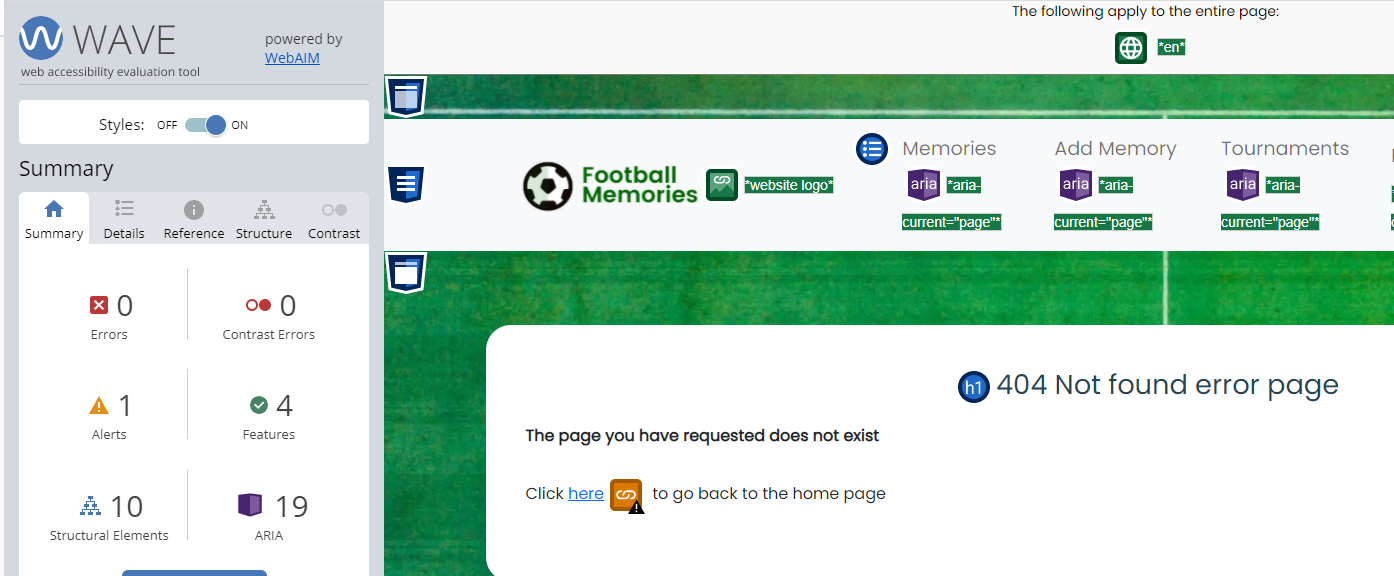 WAVE
web accessibility evaluation tool
powered by
WebAIM
Styles: OFF ON
Summary
Summary Details Reference Structure Contrast
0 0
Errors Contrast Errors
1 4
Alerts Features
10 19
Structural Elements ARIA
The following apply to the entire page:
*en*
Football
Memories
*website logo*
Memories Add Memory Tournaments
aria *aria- aria *aria- aria *aria-
current="page"* current="page"* current="page"*
h1 404 Not found error page
The page you have requested does not exist
Click here to go back to the home page